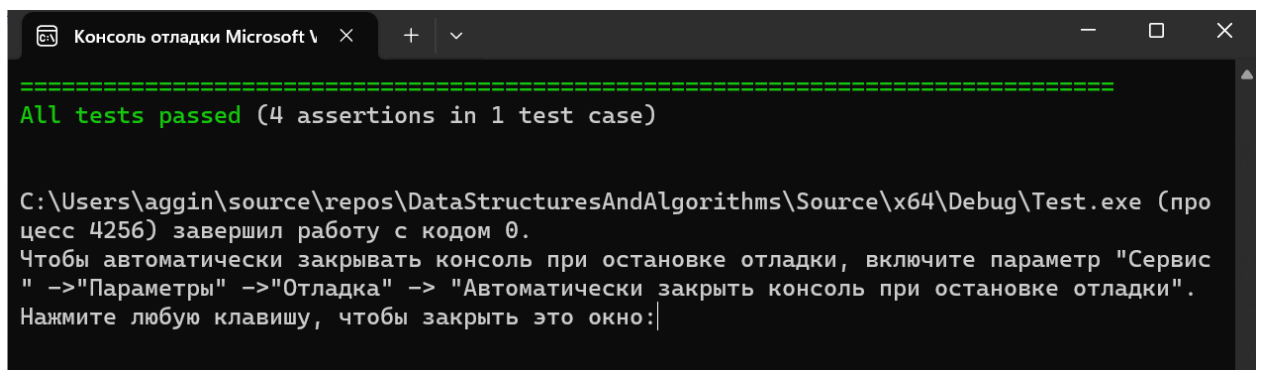 Консоль отладки Microsoft V
===============================================================================
All tests passed (4 assertions in 1 test case)
C:\Users\aggin\source\repos\DataStructuresAndAlgorithms\Source\x64\Debug\Test.exe (про
цесс 4256) завершил работу с кодом 0.
Чтобы автоматически закрывать консоль при остановке отладки, включите параметр "Сервис
" ->"Параметры" ->"Отладка" -> "Автоматически закрыть консоль при остановке отладки".
Нажмите любую клавишу, чтобы закрыть это окно: